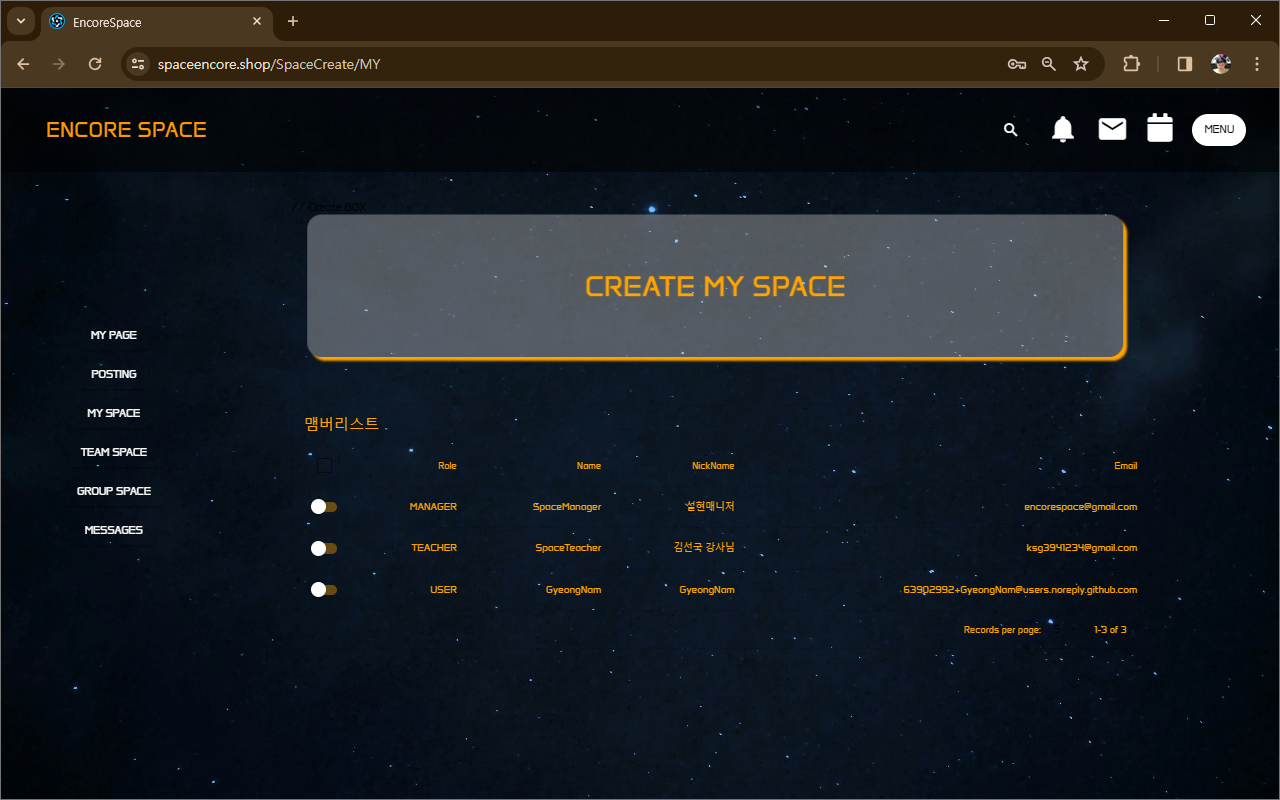 EncoreSpace
spaceencore.shop/SpaceCreate/MY
ENCORE SPACE
MENU
// Create BOX
CREATE MY SPACE
MY PAGE
POSTING
MY SPACE
TEAM SPACE
GROUP SPACE
MESSAGES
맴버리스트 .
Role Name NickName Email
MANAGER SpaceManager 설현매니저 encorespace@gmail.com
TEACHER SpaceTeacher 김선국 강사님 ksg3941234@gmail.com
USER GyeongNam GyeongNam 63902992+GyeongNam@users.noreply.github.com
Records per page: 1-3 of 3